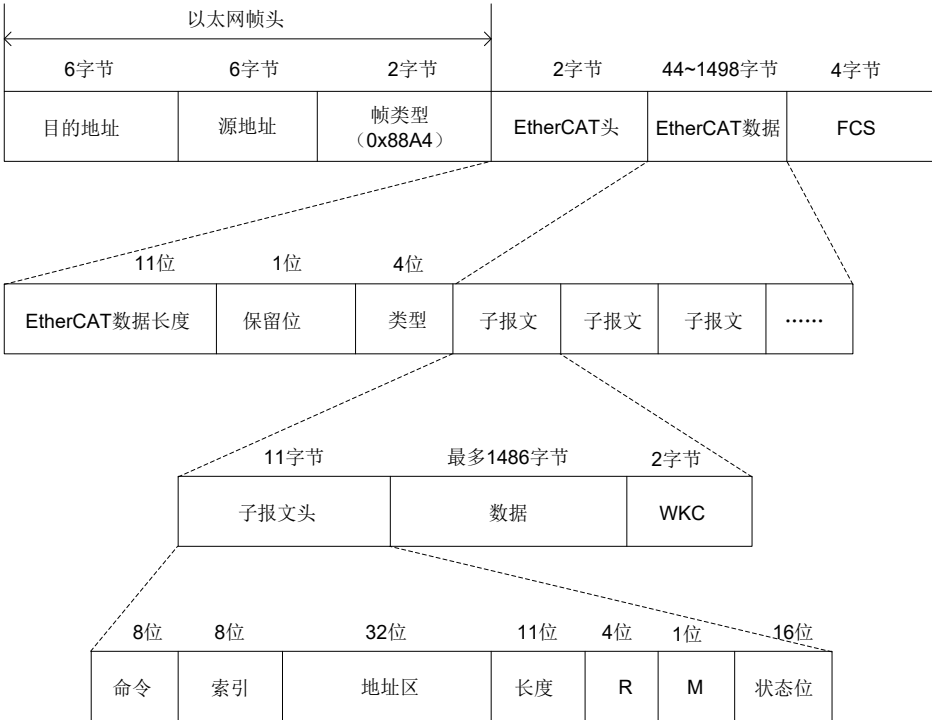 以太网帧头
6字节 6字节 2字节 2字节 44~1498字节 4字节
目的地址 源地址 帧类型 EtherCAT头 EtherCAT数据 FCS
（0x88A4）
11位 1位 4位
EtherCAT数据长度 保留位 类型 子报文 子报文 子报文 ……
11字节 最多1486字节 2字节
子报文头 数据 WKC
8位 8位 32位 11位 4位 1位 16位
命令 索引 地址区 长度 R M 状态位